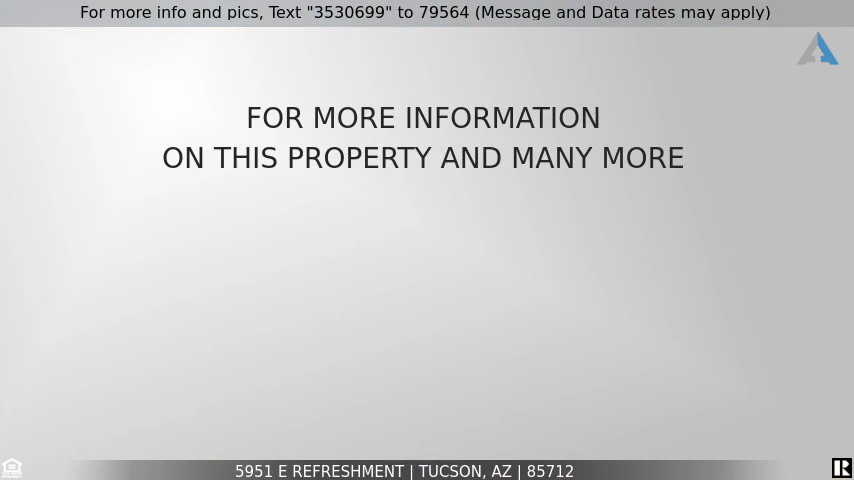 For more info and pics, Text "3530699" to 79564 (Message and Data rates may apply)
FOR MORE INFORMATION
ON THIS PROPERTY AND MANY MORE
5951 E REFRESHMENT | TUCSON, AZ | 85712